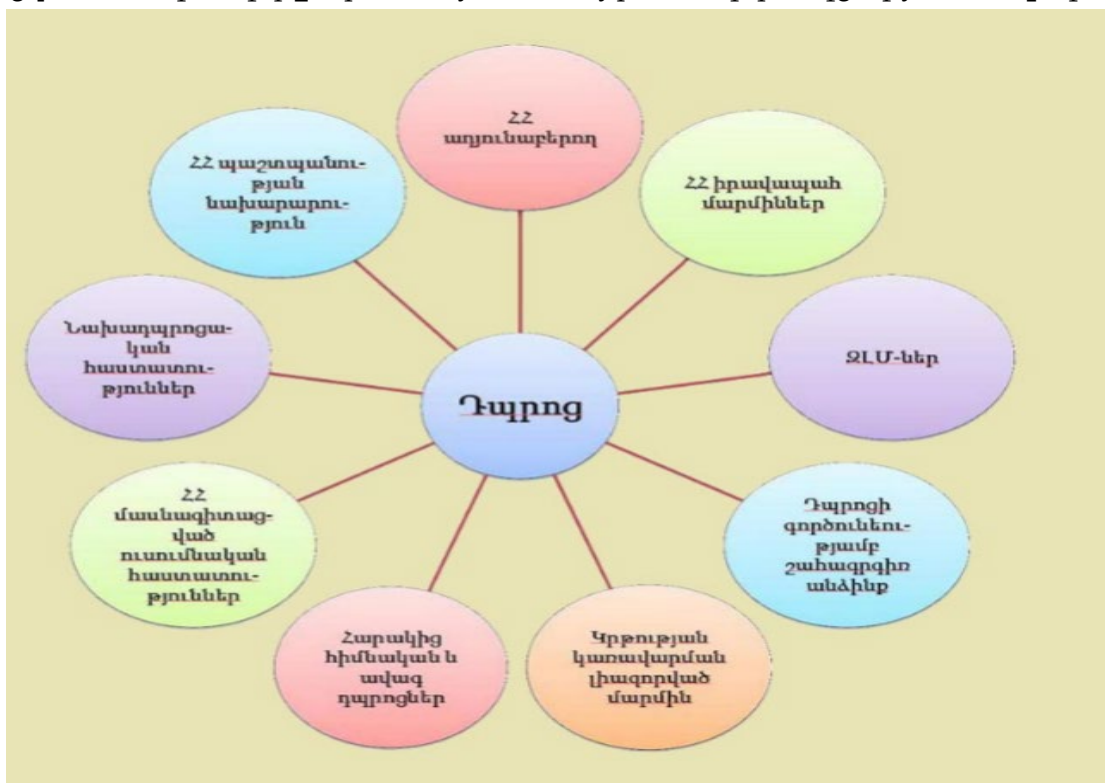 ՀՀ
աղյունաբերող
ՀՀ իրավապահ
մարմիններ
ԶԼՄ-ներ
Դպրոցի
գործունեու-
թյամբ
շահագրգիռ
անձինք
Կրթության
կառավարման
լիազորված
մարմին
Հարակից
հիմնական և
ավագ
դպրոցներ
ՀՀ
մասնագիտաց-
ված
ուսումնական
հաստատու-
թյուններ
Նախադպրոցա-
կան
հաստատու-
թյուններ
ՀՀ պաշտպանու-
թյան
նախարարու-
թյուն
Դպրոց